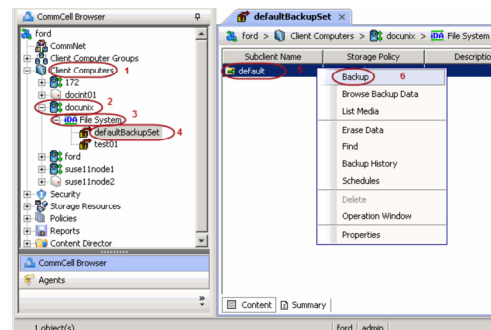 CommCell Browser
ford
CommNet
Client Computer Groups
Client Computers 1
172
docint01
docunix 2
iDA File System 3
defaultBackupSet 4
test01
ford
suse11node1
suse11node2
Security
Storage Resources
Policies
Reports
Content Director
CommCell Browser
Agents
»
1 object(s)
defaultBackupSet ×
ford > Client Computers > docunix > iDA File System
Subclient Name Storage Policy Descriptio
default 5
Backup 6
Browse Backup Data
List Media
Erase Data
Find
Backup History
Schedules
Delete
Operation Window
Properties
Content Summary
ford admin